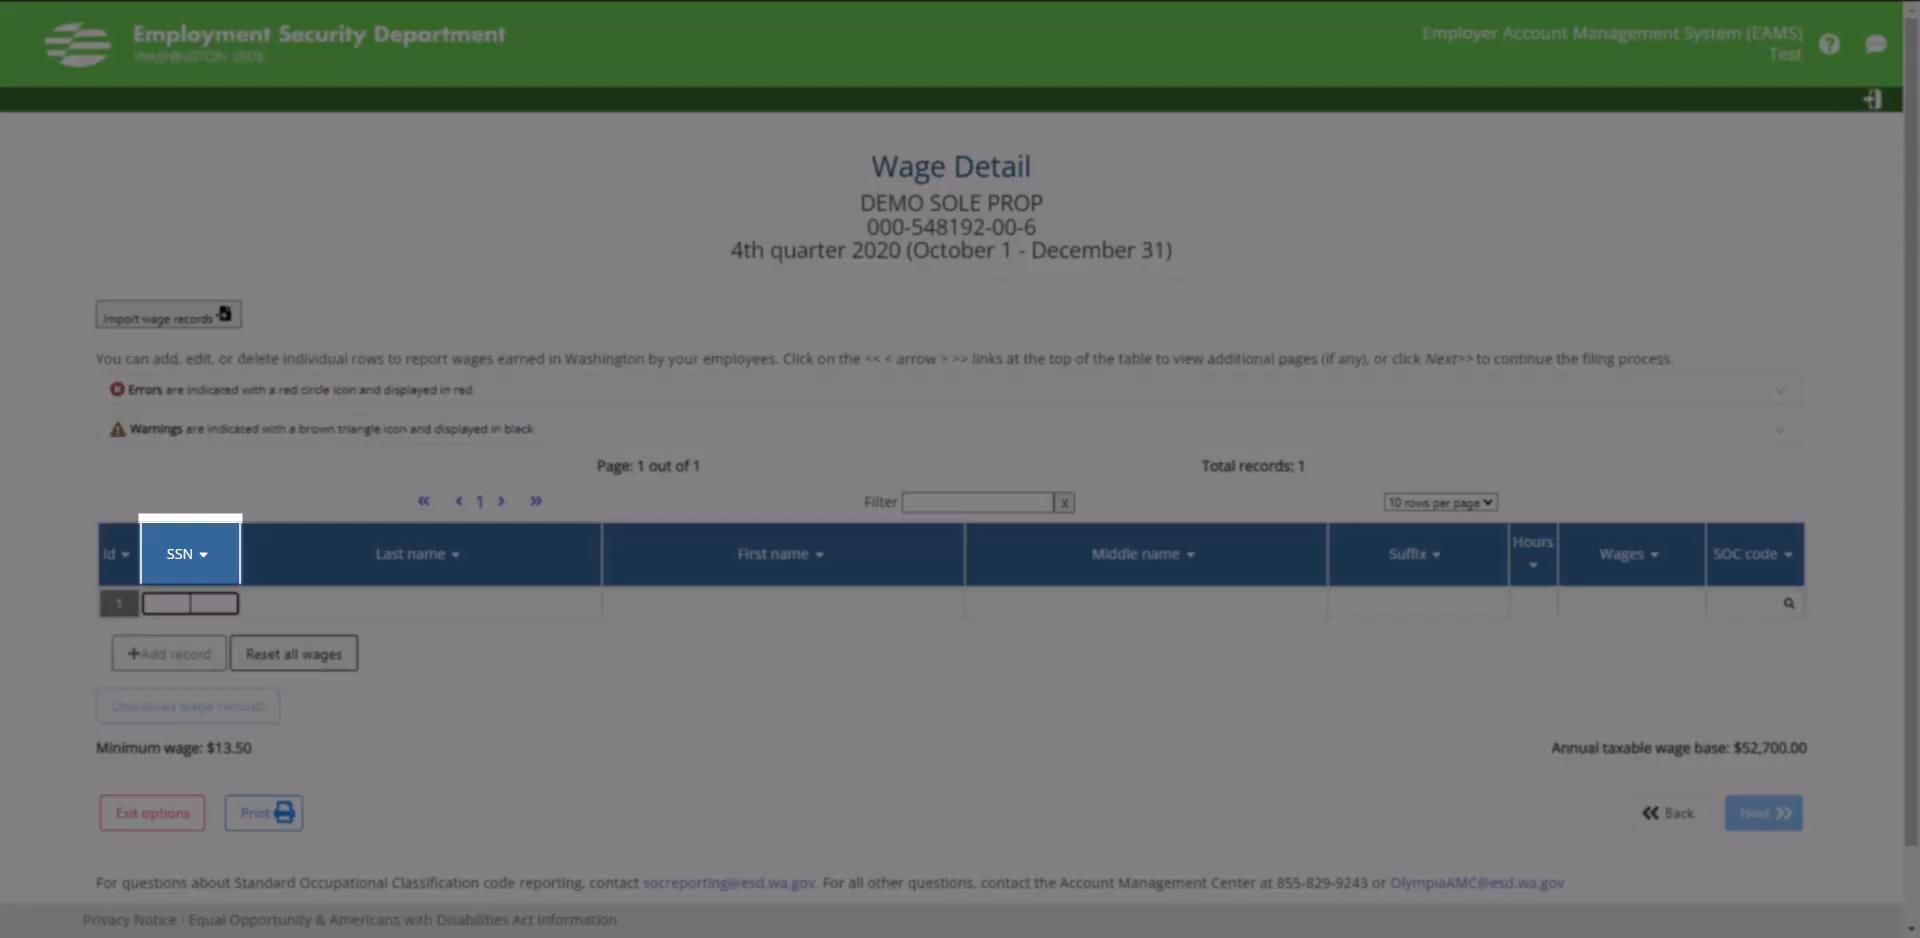 Employment Security Department
WASHINGTON STATE
Employer Account Management System (EAMS)
Test
Wage Detail
DEMO SOLE PROP
000-548192-00-6
4th quarter 2020 (October 1 - December 31)
Import wage records
You can add, edit, or delete individual rows to report wages earned in Washington by your employees. Click on the << < arrow > >> links at the top of the table to view additional pages (if any), or click Next>> to continue the filing process.
Errors are indicated with a red circle icon and displayed in red
Warnings are indicated with a brown triangle icon and displayed in black
Page: 1 out of 1 Total records: 1
« < 1 > » Filter X 10 rows per page
Id SSN Last name First name Middle name Suffix Hours Wages SOC code
1
+Add record Reset all wages
Download wage records
Minimum wage: $13.50 Annual taxable wage base: $52,700.00
Exit options Print Back Next
For questions about Standard Occupational Classification code reporting, contact socreporting@esd.wa.gov. For all other questions, contact the Account Management Center at 855-829-9243 or OlympiaAMC@esd.wa.gov
Privacy Notice · Equal Opportunity & Americans with Disabilities Act Information